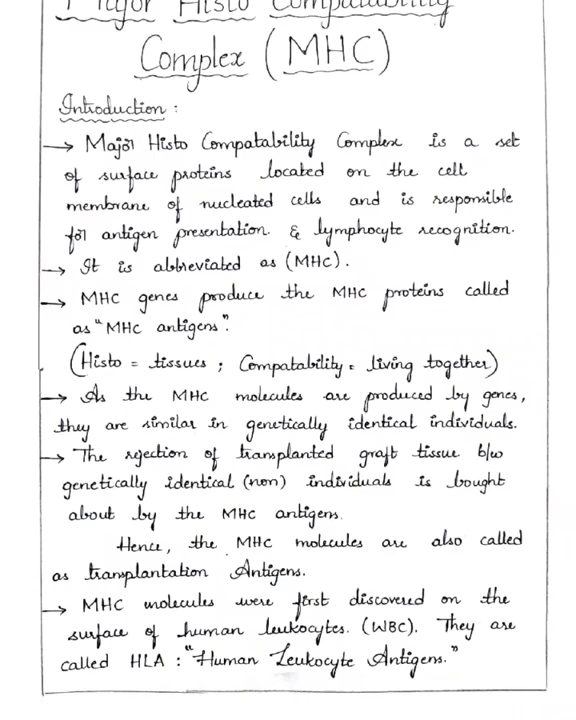 Major Histo Compatability
Complex (MHC)
Introduction :
→ Major Histo Compatability Complex is a set
of surface proteins located on the cell
membrane of nucleated cells and is responsible
for antigen presentation. & lymphocyte recognition.
→ It is abbreviated as (MHC).
→ MHC genes produce the MHC proteins called
as "MHC antigens".
(Histo = tissues ; Compatability = living together)
→ As the MHC molecules are produced by genes,
they are similar in genetically identical individuals.
→ The rejection of transplanted graft tissue b/w
genetically identical (non) individuals is bought
about by the MHC antigens.
Hence, the MHC molecules are also called
as transplantation Antigens.
→ MHC molecules were first discovered on the
surface of human leukocytes. (WBC). They are
called HLA : "Human Leukocyte Antigens."